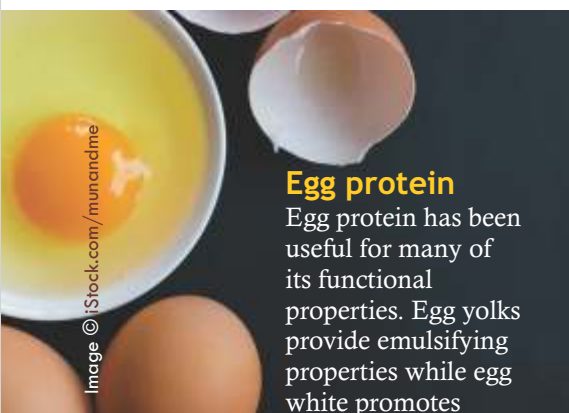 Image © iStock.com/munandme
Egg protein
Egg protein has been
useful for many of
its functional
properties. Egg yolks
provide emulsifying
properties while egg
white promotes